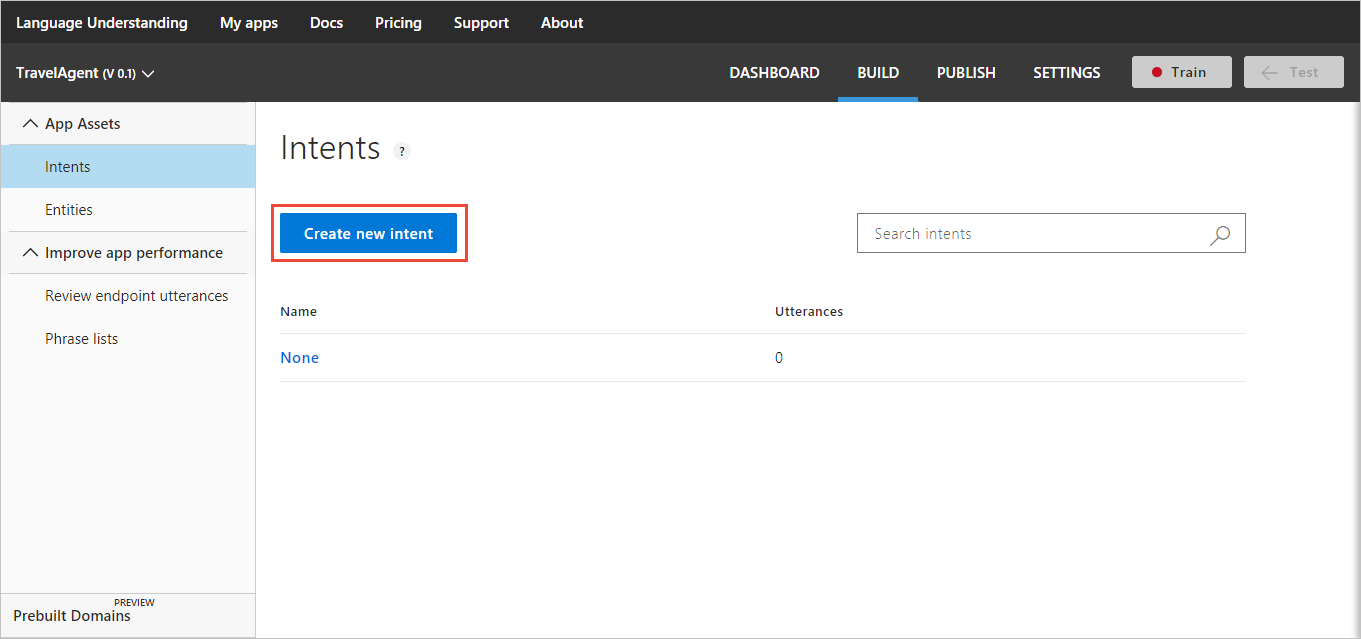 Language Understanding My apps Docs Pricing Support About
TravelAgent (V 0.1) DASHBOARD BUILD PUBLISH SETTINGS Train Test
App Assets
Intents
Entities
Improve app performance
Review endpoint utterances
Phrase lists
PREVIEW
Prebuilt Domains
Intents ?
Create new intent Search intents
Name Utterances
None 0